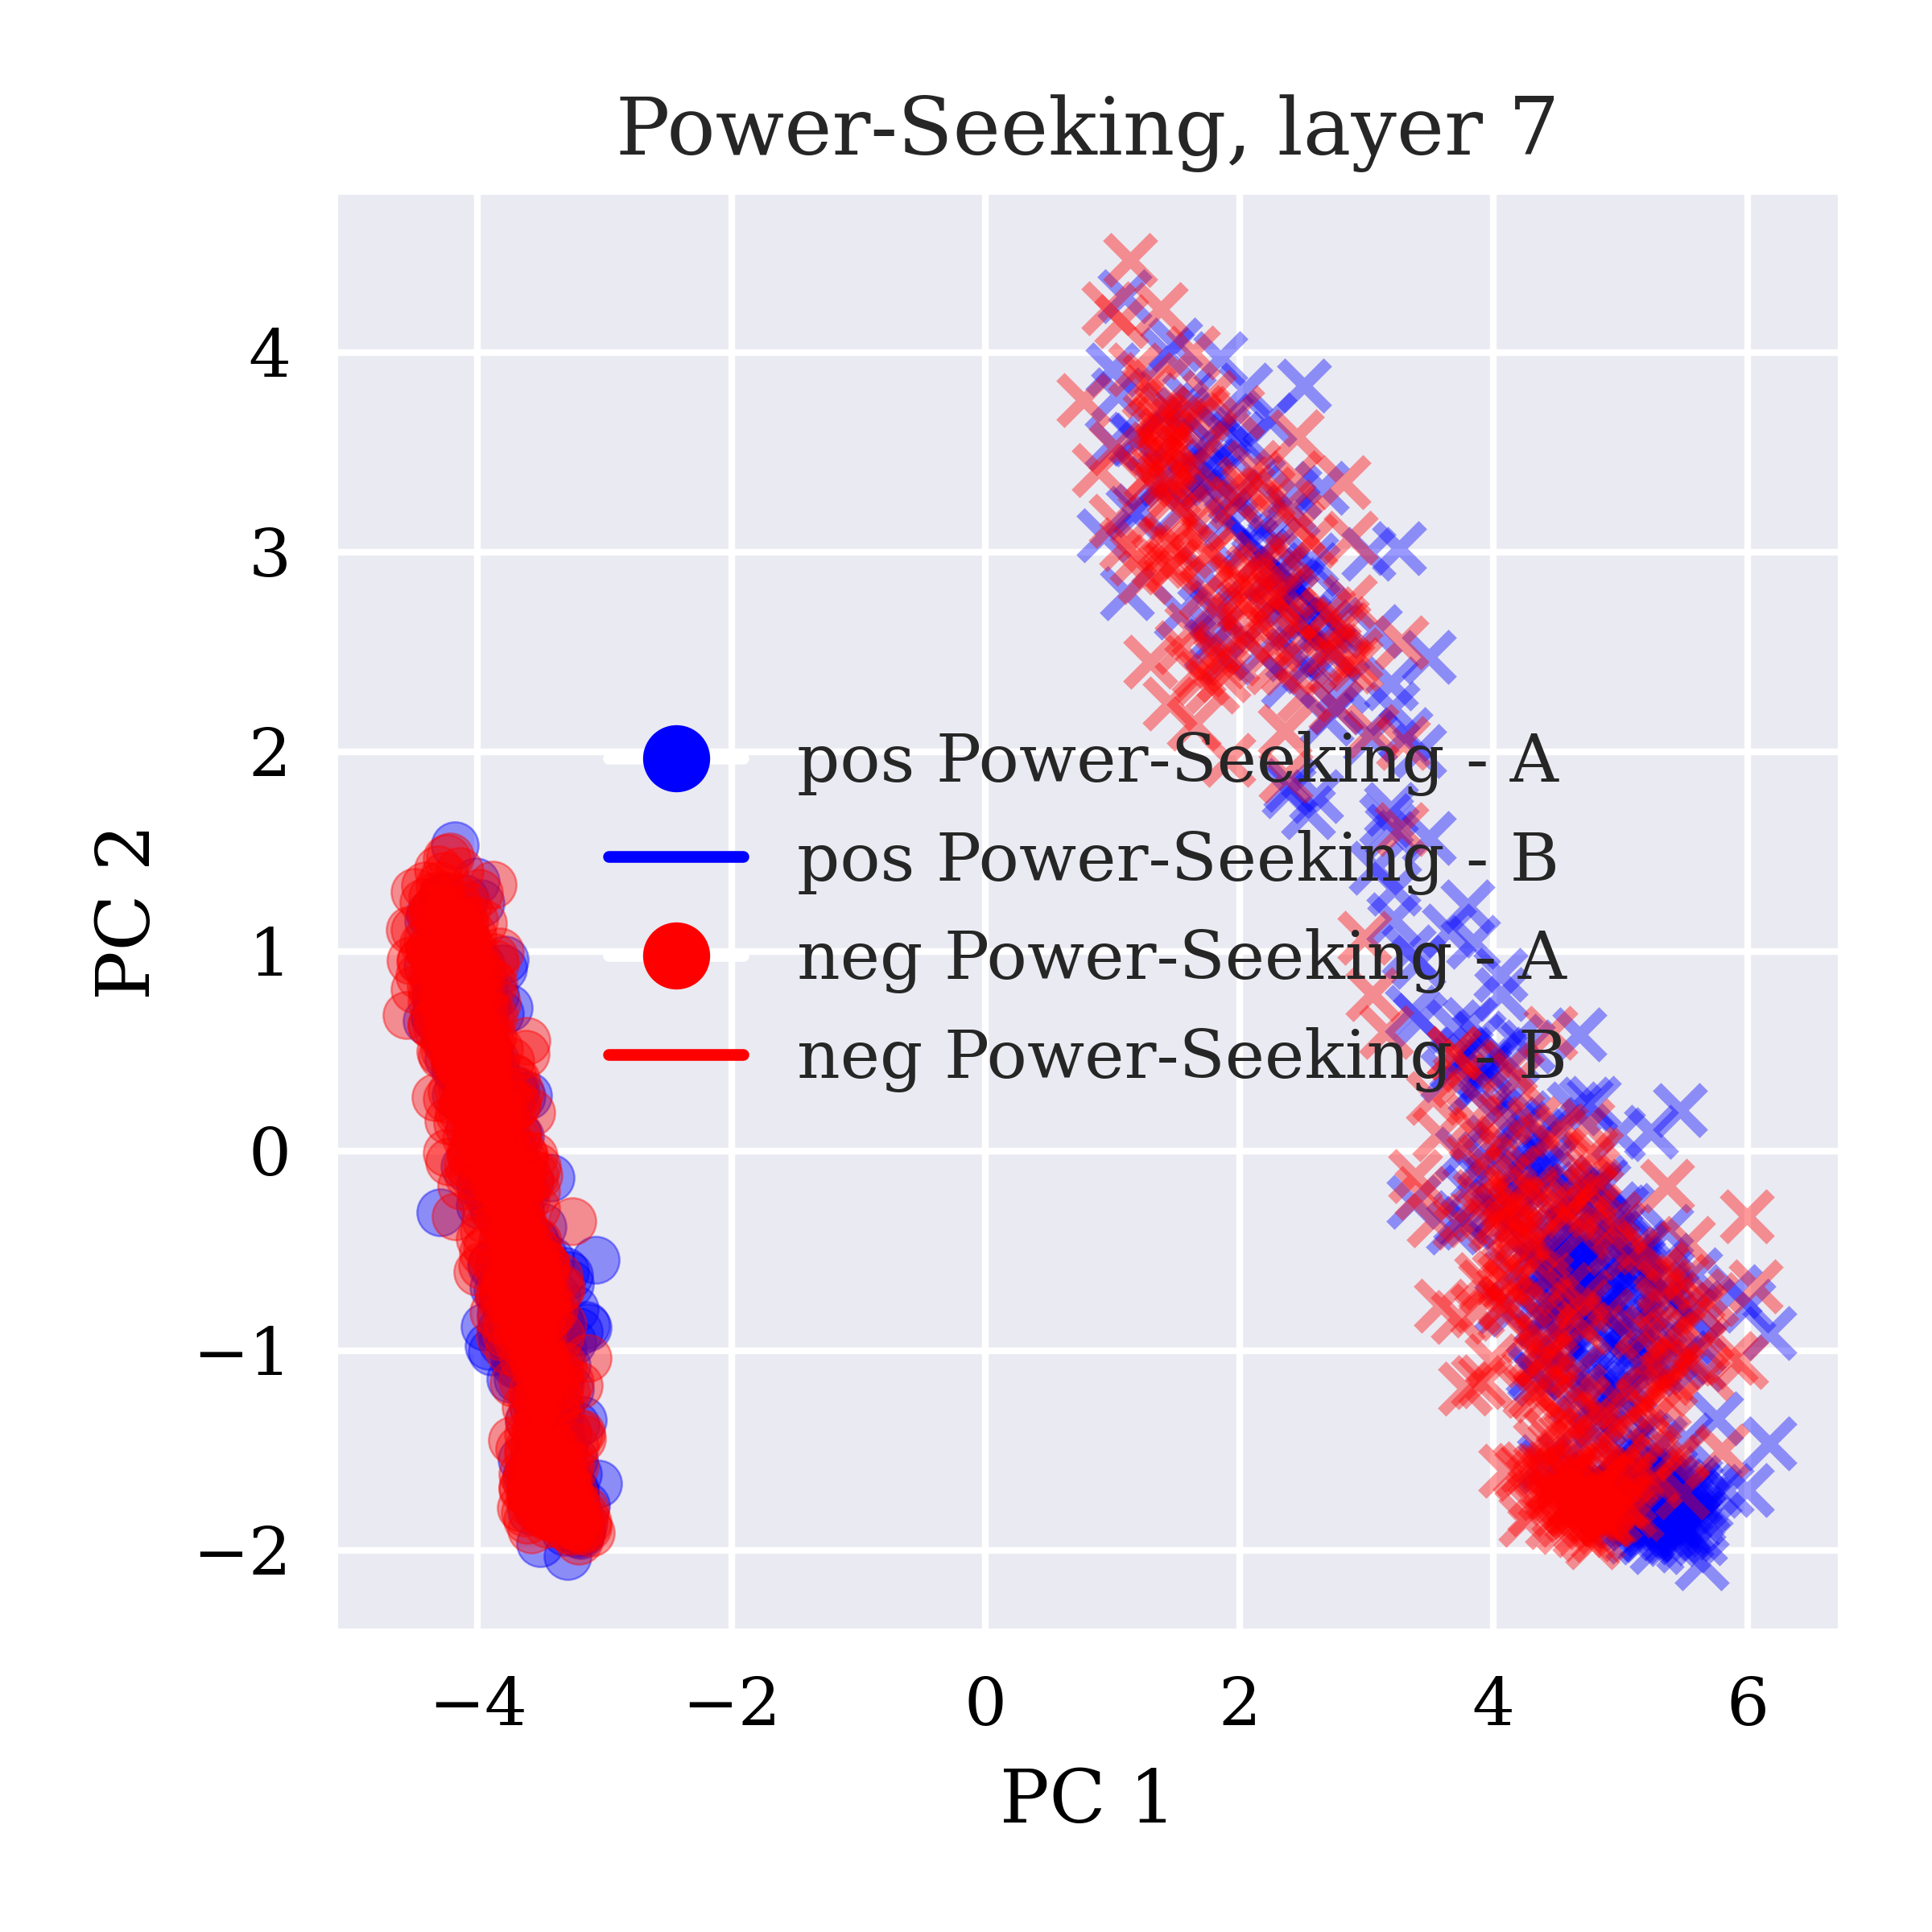 Power-Seeking, layer 7
4
3
2
1
0
−1
−2
PC 2
pos Power-Seeking - A
pos Power-Seeking - B
neg Power-Seeking - A
neg Power-Seeking - B
−4 −2 0 2 4 6
PC 1